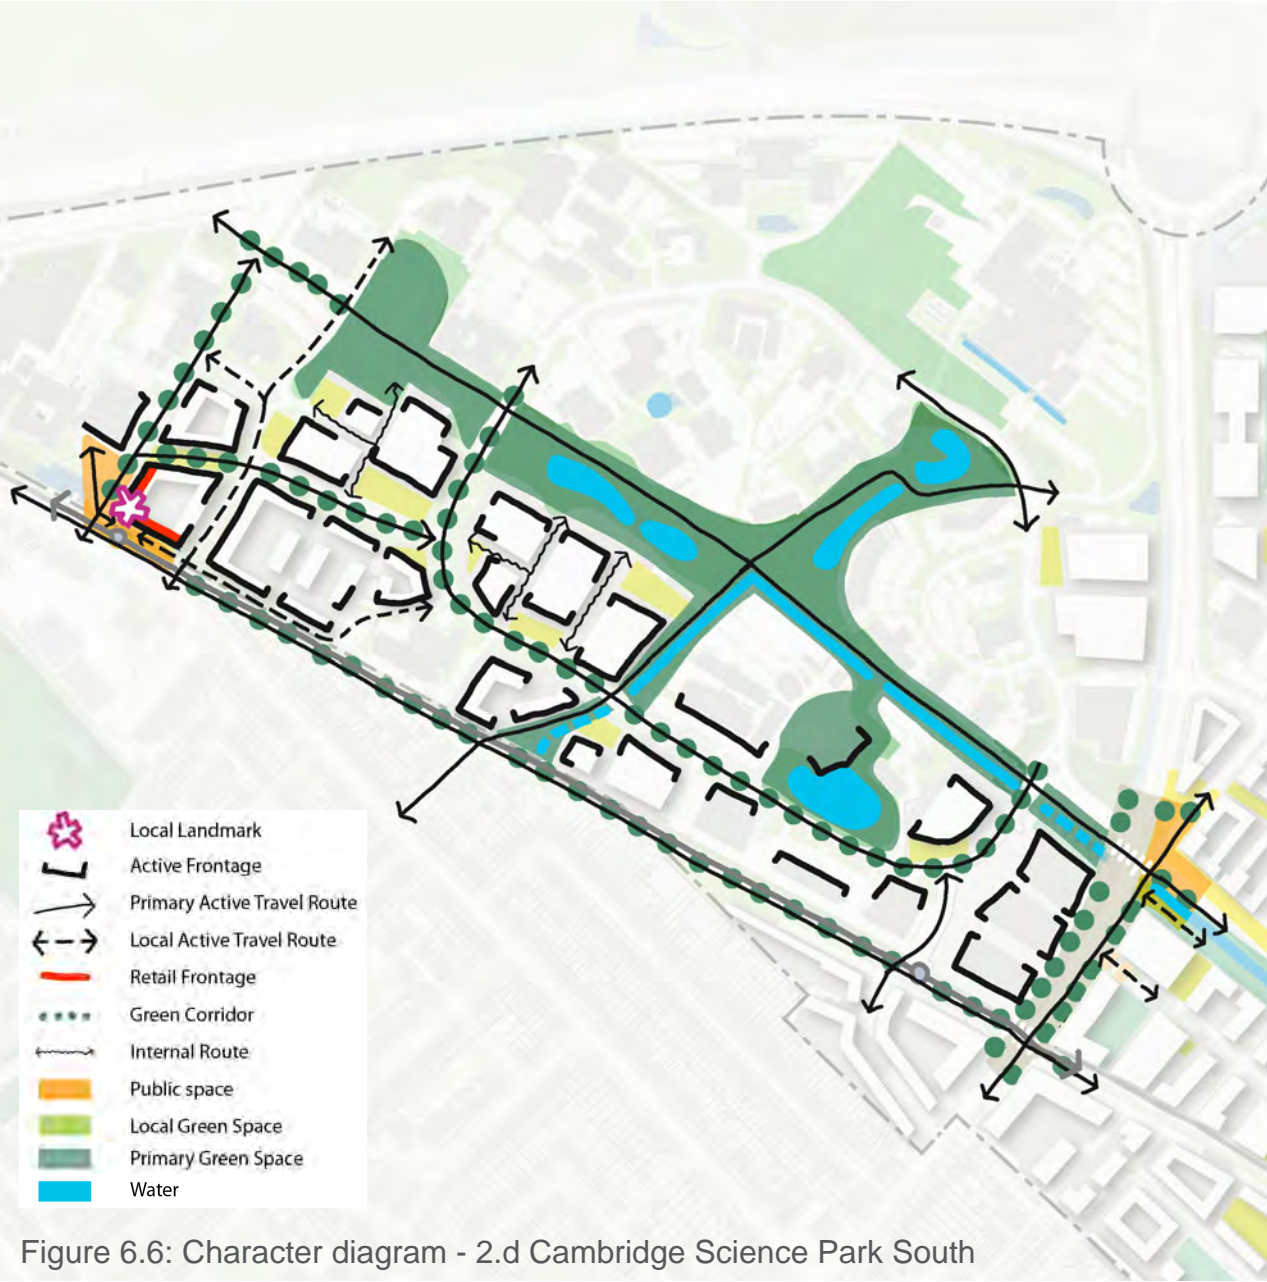 Local Landmark
Active Frontage
Primary Active Travel Route
Local Active Travel Route
Retail Frontage
Green Corridor
Internal Route
Public space
Local Green Space
Primary Green Space
Water
Figure 6.6: Character diagram - 2.d Cambridge Science Park South